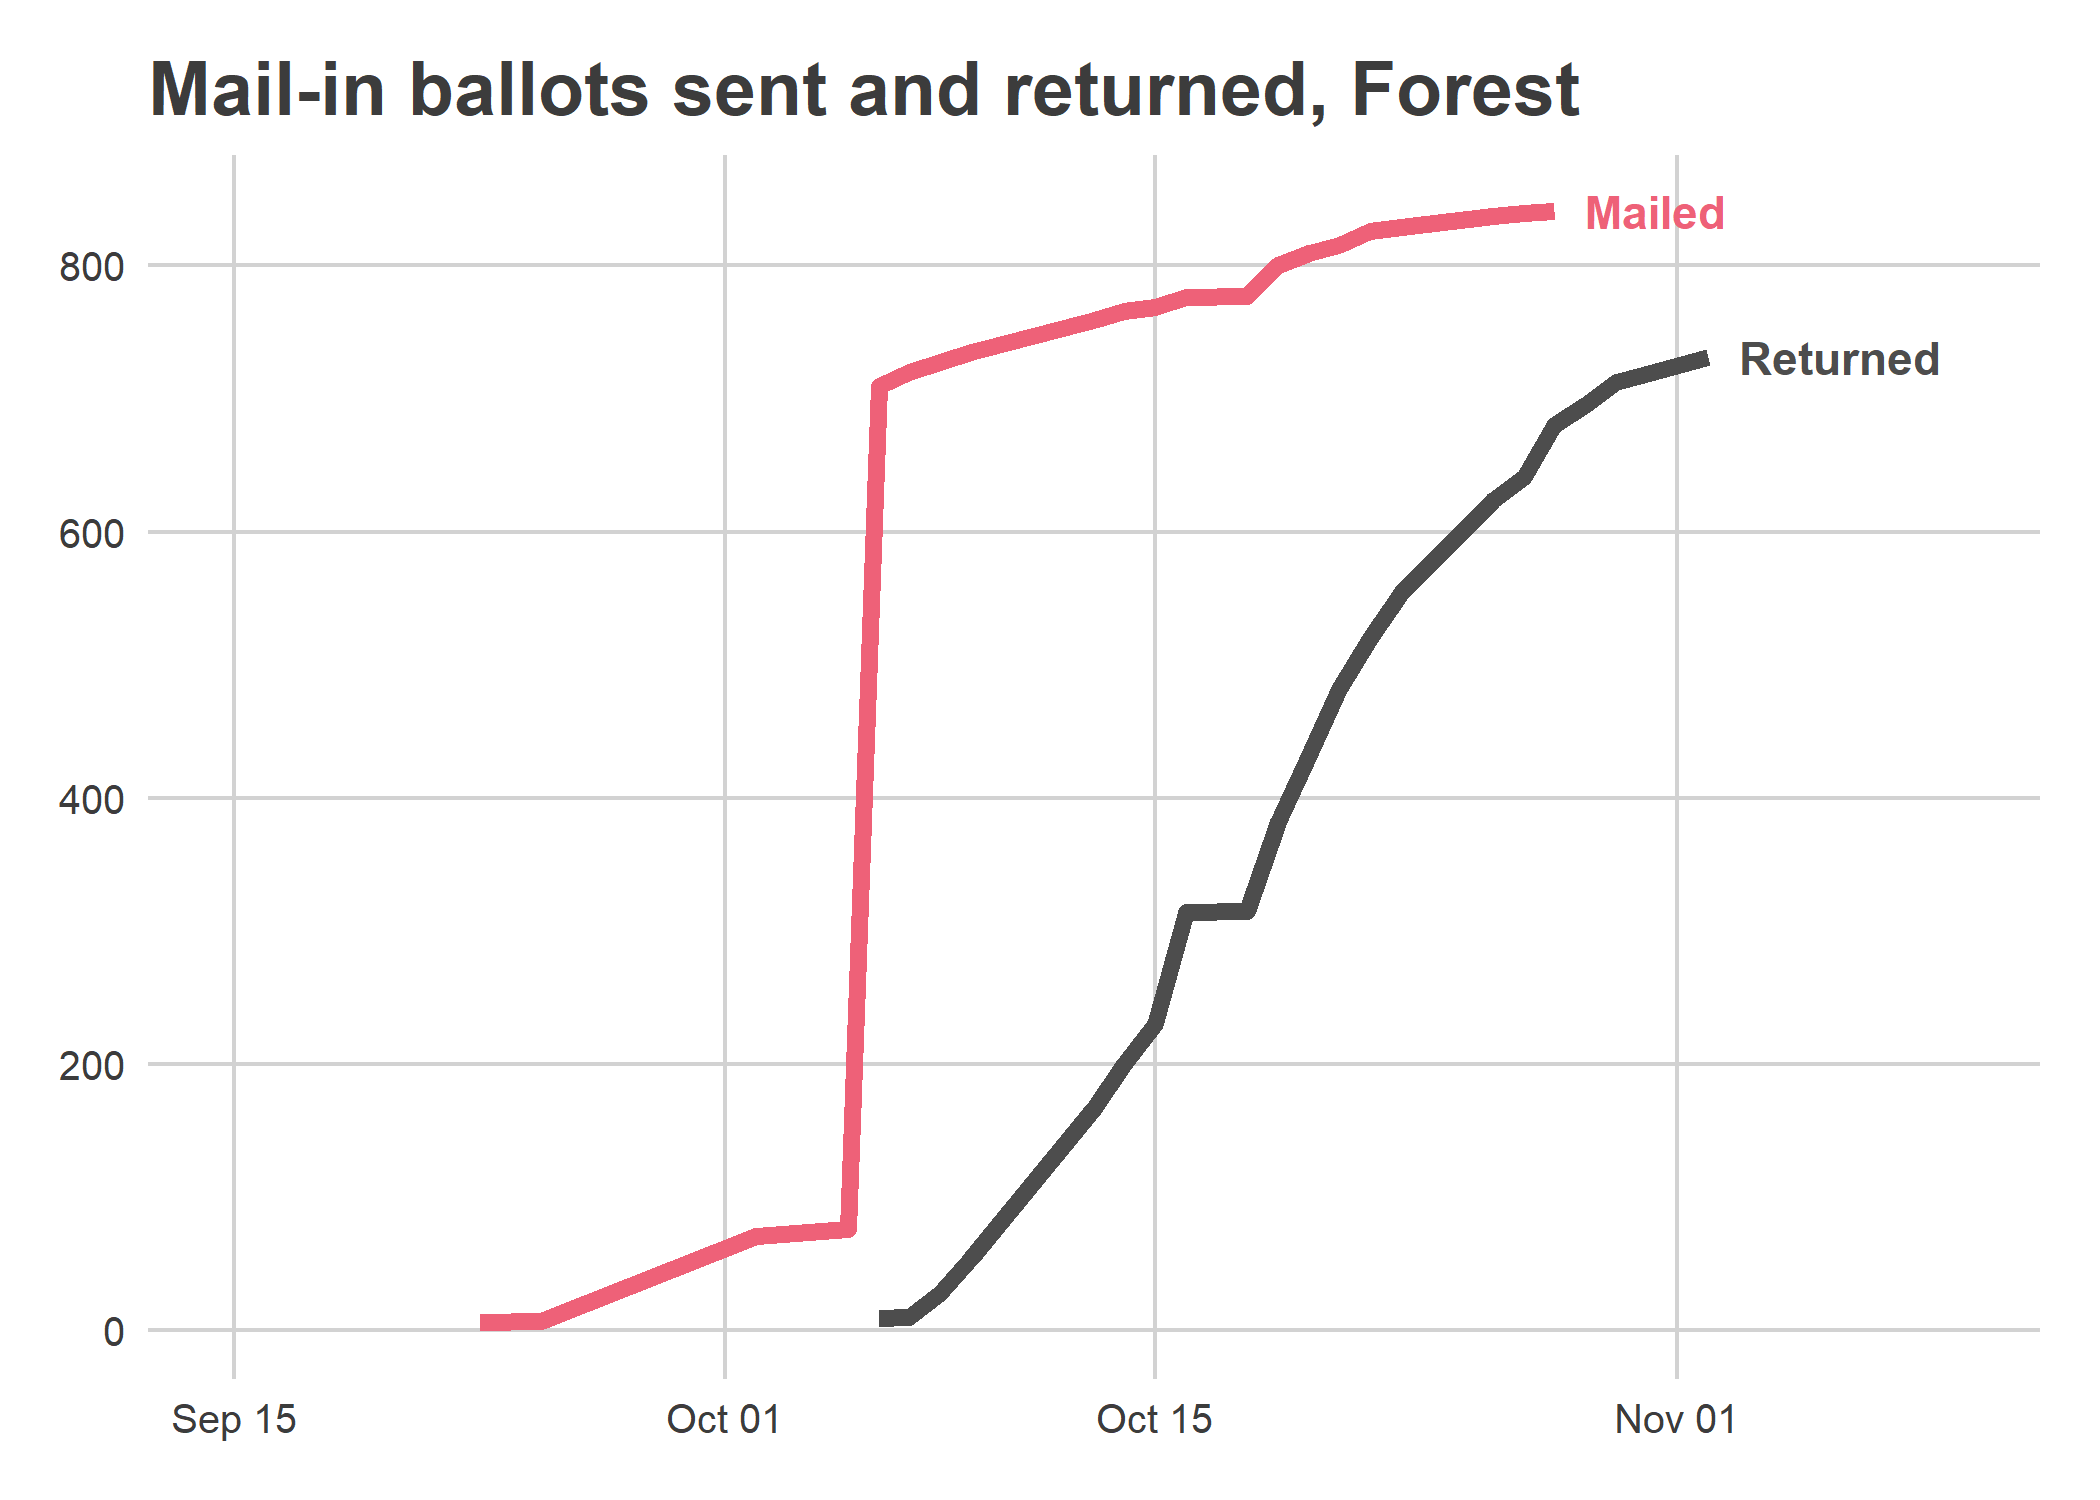 Mail-in ballots sent and returned, Forest
Mailed
800
Returned
600
400
200
0
Sep 15 Oct 01 Oct 15 Nov 01